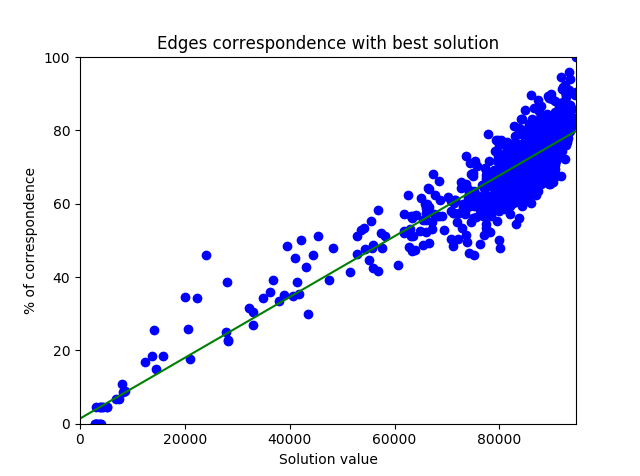 Edges correspondence with best solution
100
80
60
40
20
0
% of correspondence
0 20000 40000 60000 80000
Solution value